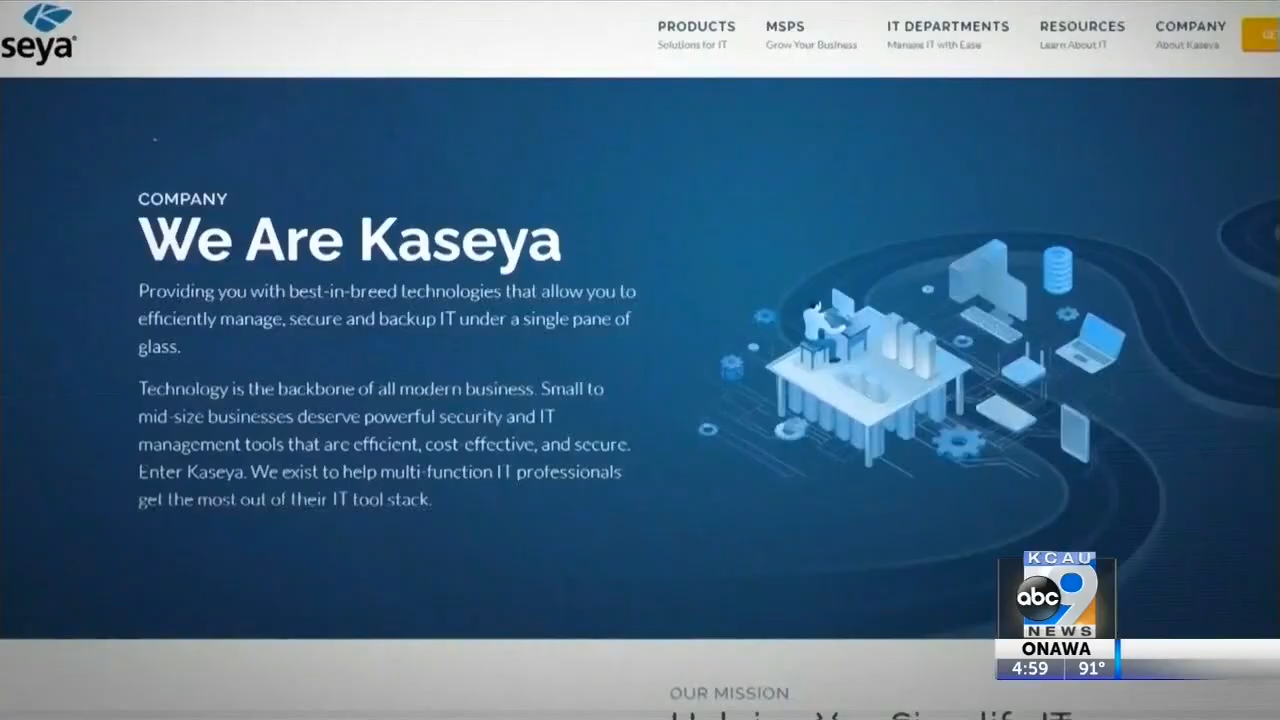 seya
PRODUCTS
Solutions for IT
MSPS
Grow Your Business
IT DEPARTMENTS
Manage IT with Ease
RESOURCES
Learn About IT
COMPANY
About Kaseya
GE
COMPANY
We Are Kaseya
Providing you with best-in-breed technologies that allow you to
efficiently manage, secure and backup IT under a single pane of
glass.
Technology is the backbone of all modern business. Small to
mid-size businesses deserve powerful security and IT
management tools that are efficient, cost-effective, and secure.
Enter Kaseya. We exist to help multi-function IT professionals
get the most out of their IT tool stack.
KCAU
abc 9
NEWS
ONAWA
4:59 91°
OUR MISSION
Helping You Simplify IT